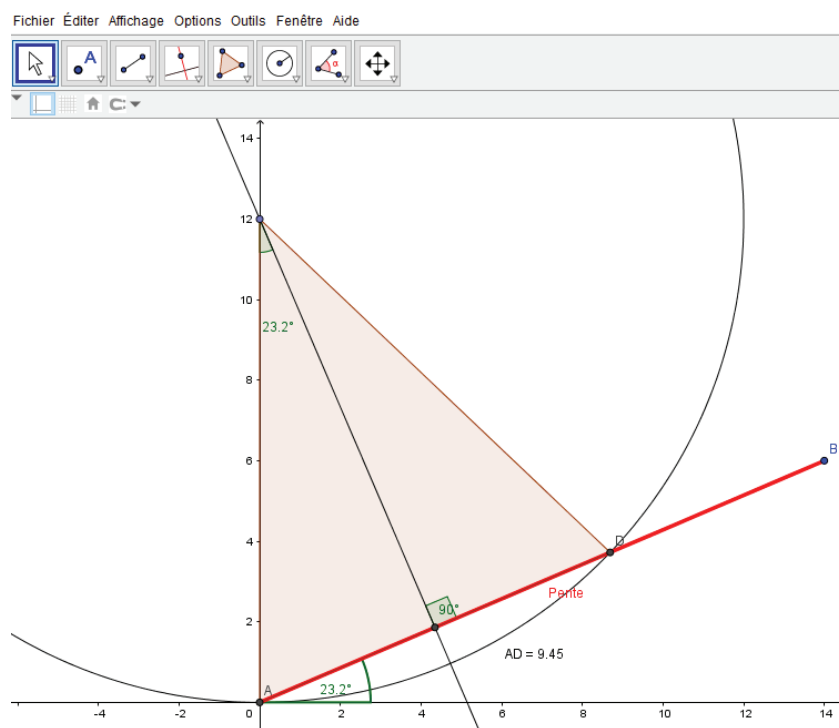 Fichier Éditer Affichage Options Outils Fenêtre Aide
A
α
14
12
23.2°
10
8
6
B
4
D
90°
Pente
2
AD = 9.45
A
23.2°
-4 -2 0 2 4 6 8 10 12 14